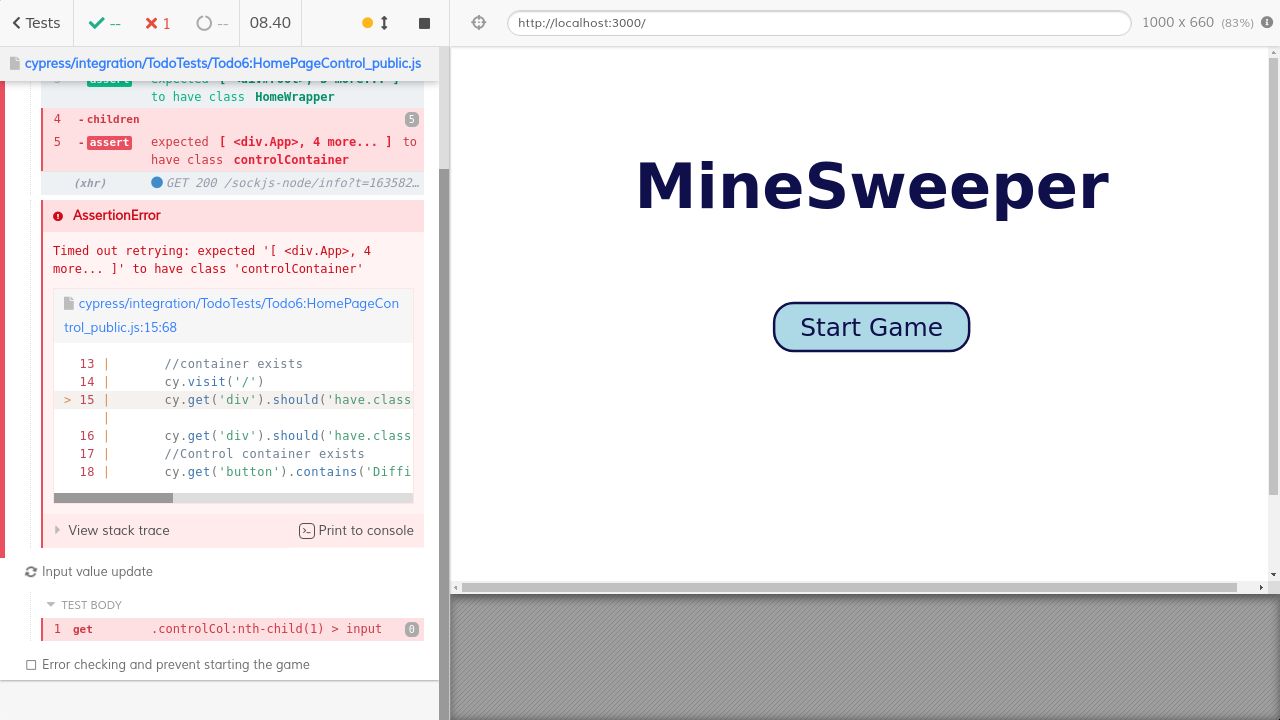 Tests
--
1
--
08.40
http://localhost:3000/
1000 x 660 (83%)
cypress/integration/TodoTests/Todo6:HomePageControl_public.js
to have class HomeWrapper
4 -children 5
5 -assert expected [ <div.App>, 4 more... ] to
have class controlContainer
(xhr) GET 200 /sockjs-node/info?t=163582…
AssertionError
Timed out retrying: expected '[ <div.App>, 4
more... ]' to have class 'controlContainer'
cypress/integration/TodoTests/Todo6:HomePageCon
trol_public.js:15:68
13 | //container exists
14 | cy.visit('/')
> 15 | cy.get('div').should('have.class
|
16 | cy.get('div').should('have.class
17 | //Control container exists
18 | cy.get('button').contains('Diffi
View stack trace
Print to console
Input value update
TEST BODY
1 get .controlCol:nth-child(1) > input 0
Error checking and prevent starting the game
MineSweeper
Start Game